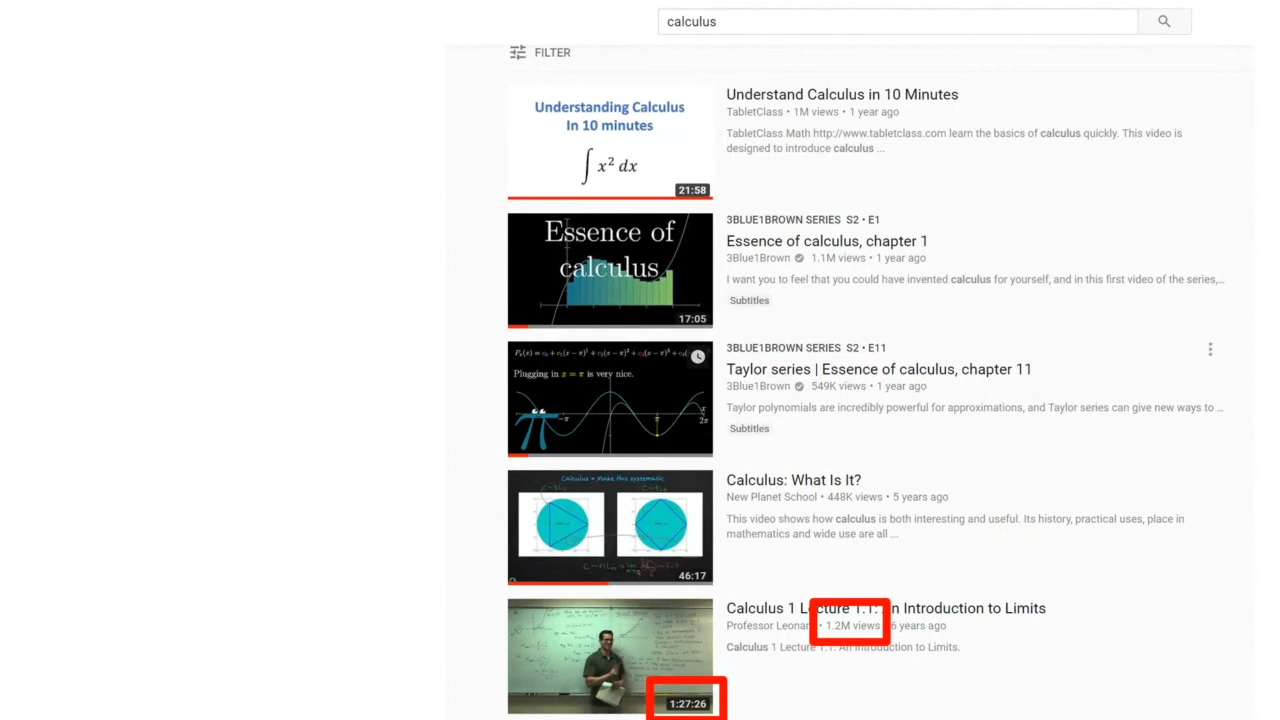 calculus
FILTER
Understanding Calculus
In 10 minutes
∫ x² dx
21:58
Understand Calculus in 10 Minutes
TabletClass • 1M views • 1 year ago
TabletClass Math http://www.tabletclass.com learn the basics of calculus quickly. This video is
designed to introduce calculus ...
Essence of
calculus
17:05
3BLUE1BROWN SERIES S2 • E1
Essence of calculus, chapter 1
3Blue1Brown 1.1M views • 1 year ago
I want you to feel that you could have invented calculus for yourself, and in this first video of the series,...
Subtitles
Plugging in x = π is very nice.
−π
π
2π
3BLUE1BROWN SERIES S2 • E11
Taylor series | Essence of calculus, chapter 11
3Blue1Brown 549K views • 1 year ago
Taylor polynomials are incredibly powerful for approximations, and Taylor series can give new ways to ...
Subtitles
Calculus = Make this systematic
46:17
Calculus: What Is It?
New Planet School • 448K views • 5 years ago
This video shows how calculus is both interesting and useful. Its history, practical uses, place in
mathematics and wide use are all ...
1:27:26
Calculus 1 Lecture 1.1: An Introduction to Limits
Professor Leonard • 1.2M views • 6 years ago
Calculus 1 Lecture 1.1: An Introduction to Limits.